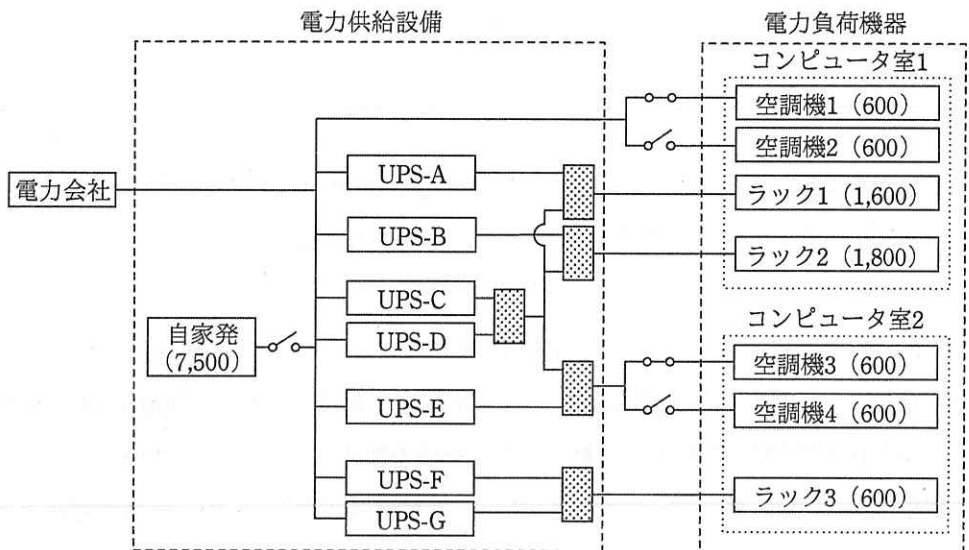 電力供給設備
電力負荷機器
コンピュータ室1
空調機1（600）
空調機2（600）
UPS-A
電力会社
ラック1（1,600）
UPS-B
ラック2（1,800）
UPS-C
コンピュータ室2
自家発
（7,500）
UPS-D
空調機3（600）
UPS-E
空調機4（600）
UPS-F
ラック3（600）
UPS-G